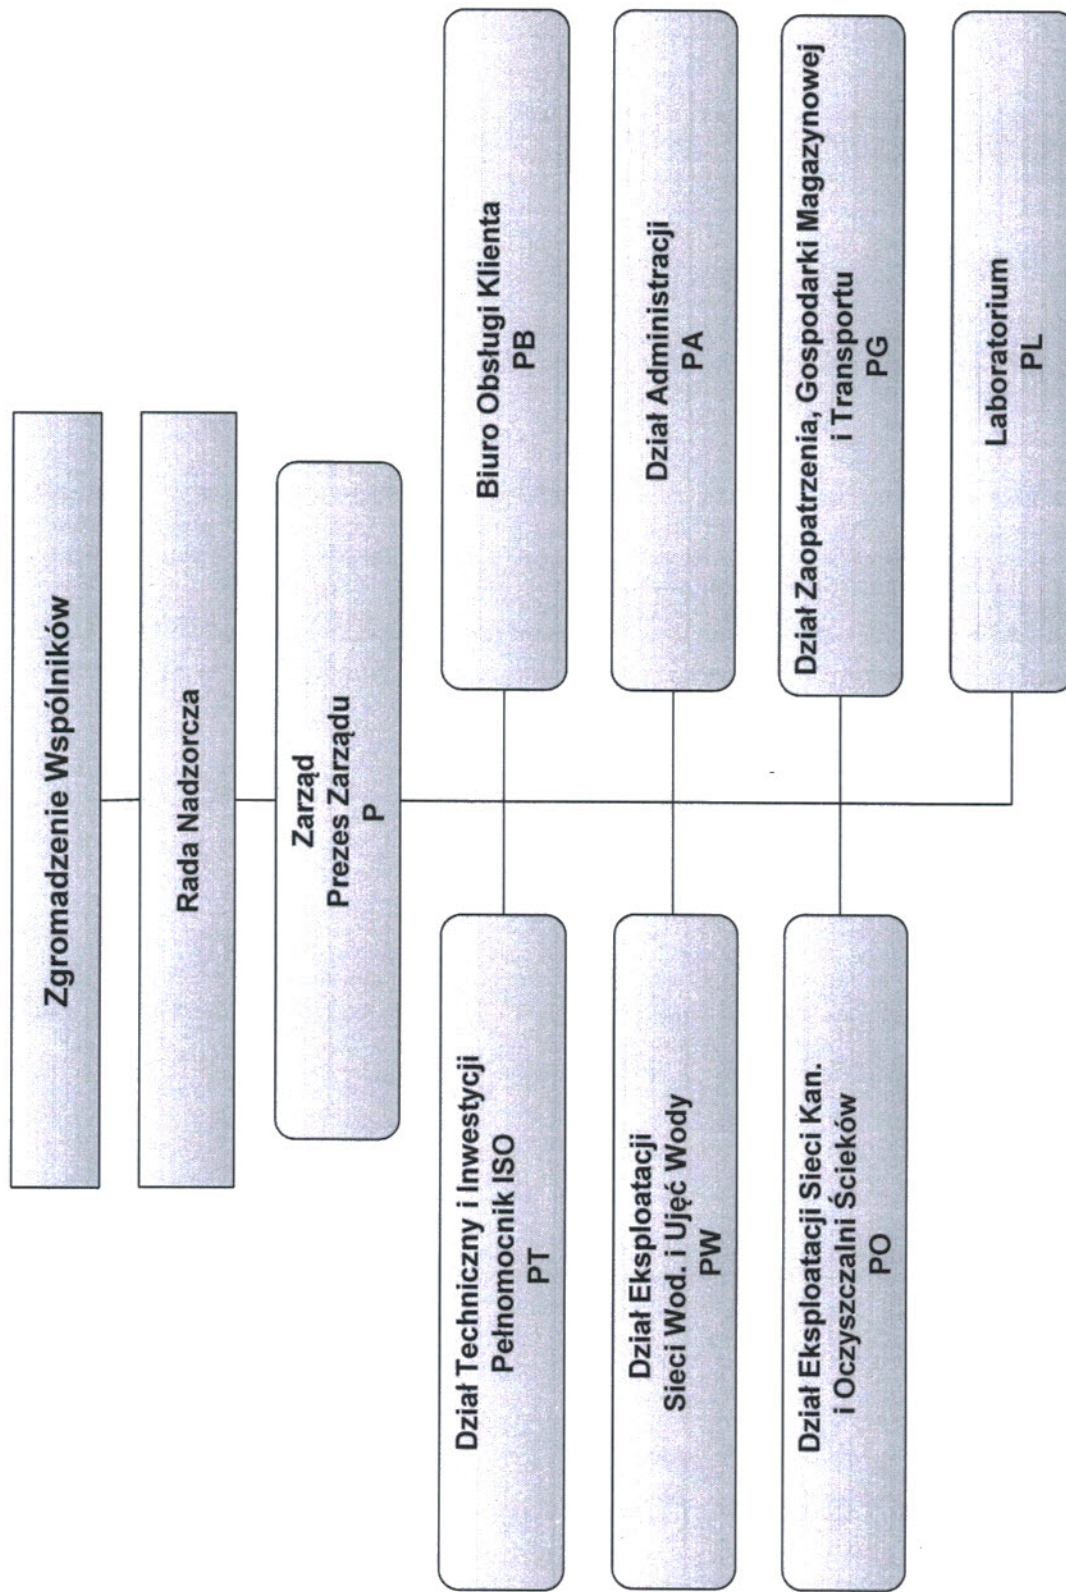 Zgromadzenie Wspólników
Rada Nadzorcza
Zarząd
Prezes Zarządu
P
Dział Techniczny i Inwestycji
Pełnomocnik ISO
PT
Biuro Obsługi Klienta
PB
Dział Eksploatacji
Sieci Wod. i Ujęć Wody
PW
Dział Administracji
PA
Dział Eksploatacji Sieci Kan.
i Oczyszczalni Ścieków
PO
Dział Zaopatrzenia, Gospodarki Magazynowej
i Transportu
PG
Laboratorium
PL